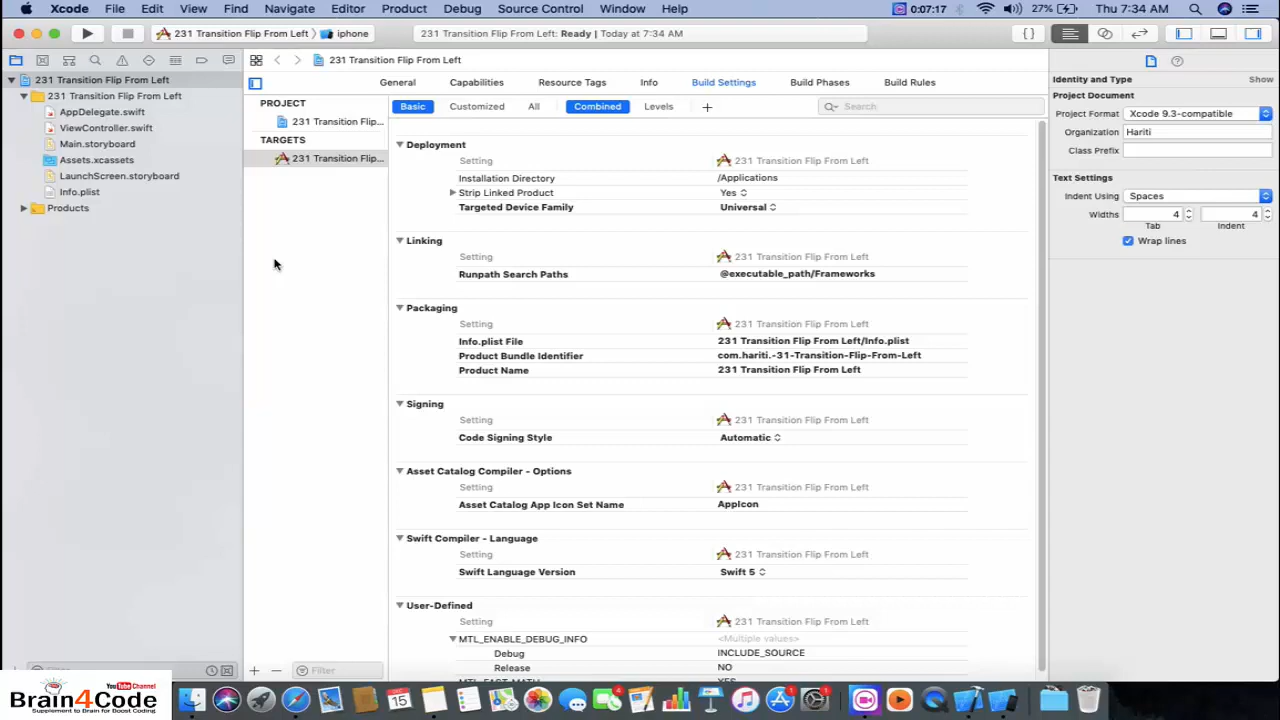 Xcode File Edit View Find Navigate Editor Product Debug Source Control Window Help 00:07:17 27% Thu 7:34 AM
231 Transition Flip From Left iphone 231 Transition Flip From Left: Ready | Today at 7:34 AM
231 Transition Flip From Left
231 Transition Flip From Left
AppDelegate.swift
ViewController.swift
Main.storyboard
Assets.xcassets
LaunchScreen.storyboard
Info.plist
Products
231 Transition Flip From Left
General Capabilities Resource Tags Info Build Settings Build Phases Build Rules
PROJECT
231 Transition Flip...
TARGETS
231 Transition Flip...
Filter
Basic Customized All Combined Levels + Search
Deployment
Setting 231 Transition Flip From Left
Installation Directory /Applications
Strip Linked Product Yes
Targeted Device Family Universal
Linking
Setting 231 Transition Flip From Left
Runpath Search Paths @executable_path/Frameworks
Packaging
Setting 231 Transition Flip From Left
Info.plist File 231 Transition Flip From Left/Info.plist
Product Bundle Identifier com.hariti.-31-Transition-Flip-From-Left
Product Name 231 Transition Flip From Left
Signing
Setting 231 Transition Flip From Left
Code Signing Style Automatic
Asset Catalog Compiler - Options
Setting 231 Transition Flip From Left
Asset Catalog App Icon Set Name AppIcon
Swift Compiler - Language
Setting 231 Transition Flip From Left
Swift Language Version Swift 5
User-Defined
Setting 231 Transition Flip From Left
MTL_ENABLE_DEBUG_INFO <Multiple values>
Debug INCLUDE_SOURCE
Release NO
Identity and Type Show
Project Document
Project Format Xcode 9.3-compatible
Organization Hariti
Class Prefix
Text Settings
Indent Using Spaces
Widths 4 4
Tab Indent
Wrap lines
YouTube Channel
Brain4Code
Supplement to Brain for Boost Coding
15
4
1
1